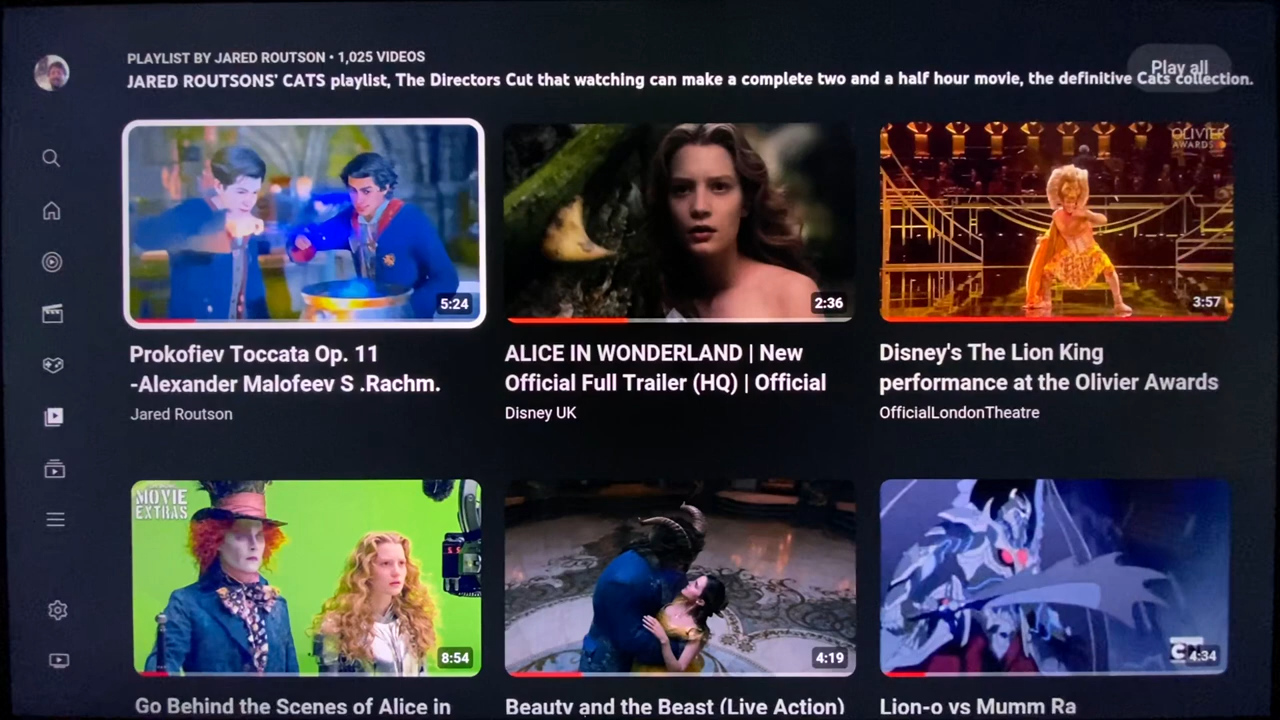 PLAYLIST BY JARED ROUTSON • 1,025 VIDEOS
JARED ROUTSONS' CATS playlist, The Directors Cut that watching can make a complete two and a half hour movie, the definitive Cats collection.
Play all
OLIVIER
AWARDS
5:24
2:36
3:57
Prokofiev Toccata Op. 11
-Alexander Malofeev S .Rachm.
Jared Routson
ALICE IN WONDERLAND | New
Official Full Trailer (HQ) | Official
Disney UK
Disney's The Lion King
performance at the Olivier Awards
OfficialLondonTheatre
MOVIE
EXTRAS
8:54
4:19
CN
4:34
Go Behind the Scenes of Alice in
Beauty and the Beast (Live Action)
Lion-o vs Mumm Ra